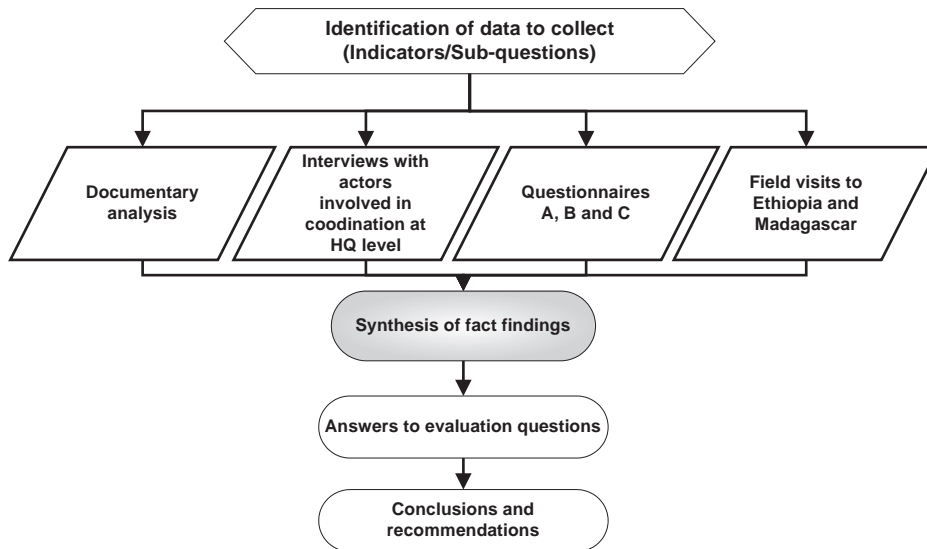 Identification of data to collect
(Indicators/Sub-questions)
Documentary
analysis
Interviews with
actors
involved in
coodination at
HQ level
Questionnaires
A, B and C
Field visits to
Ethiopia and
Madagascar
Synthesis of fact findings
Answers to evaluation questions
Conclusions and
recommendations